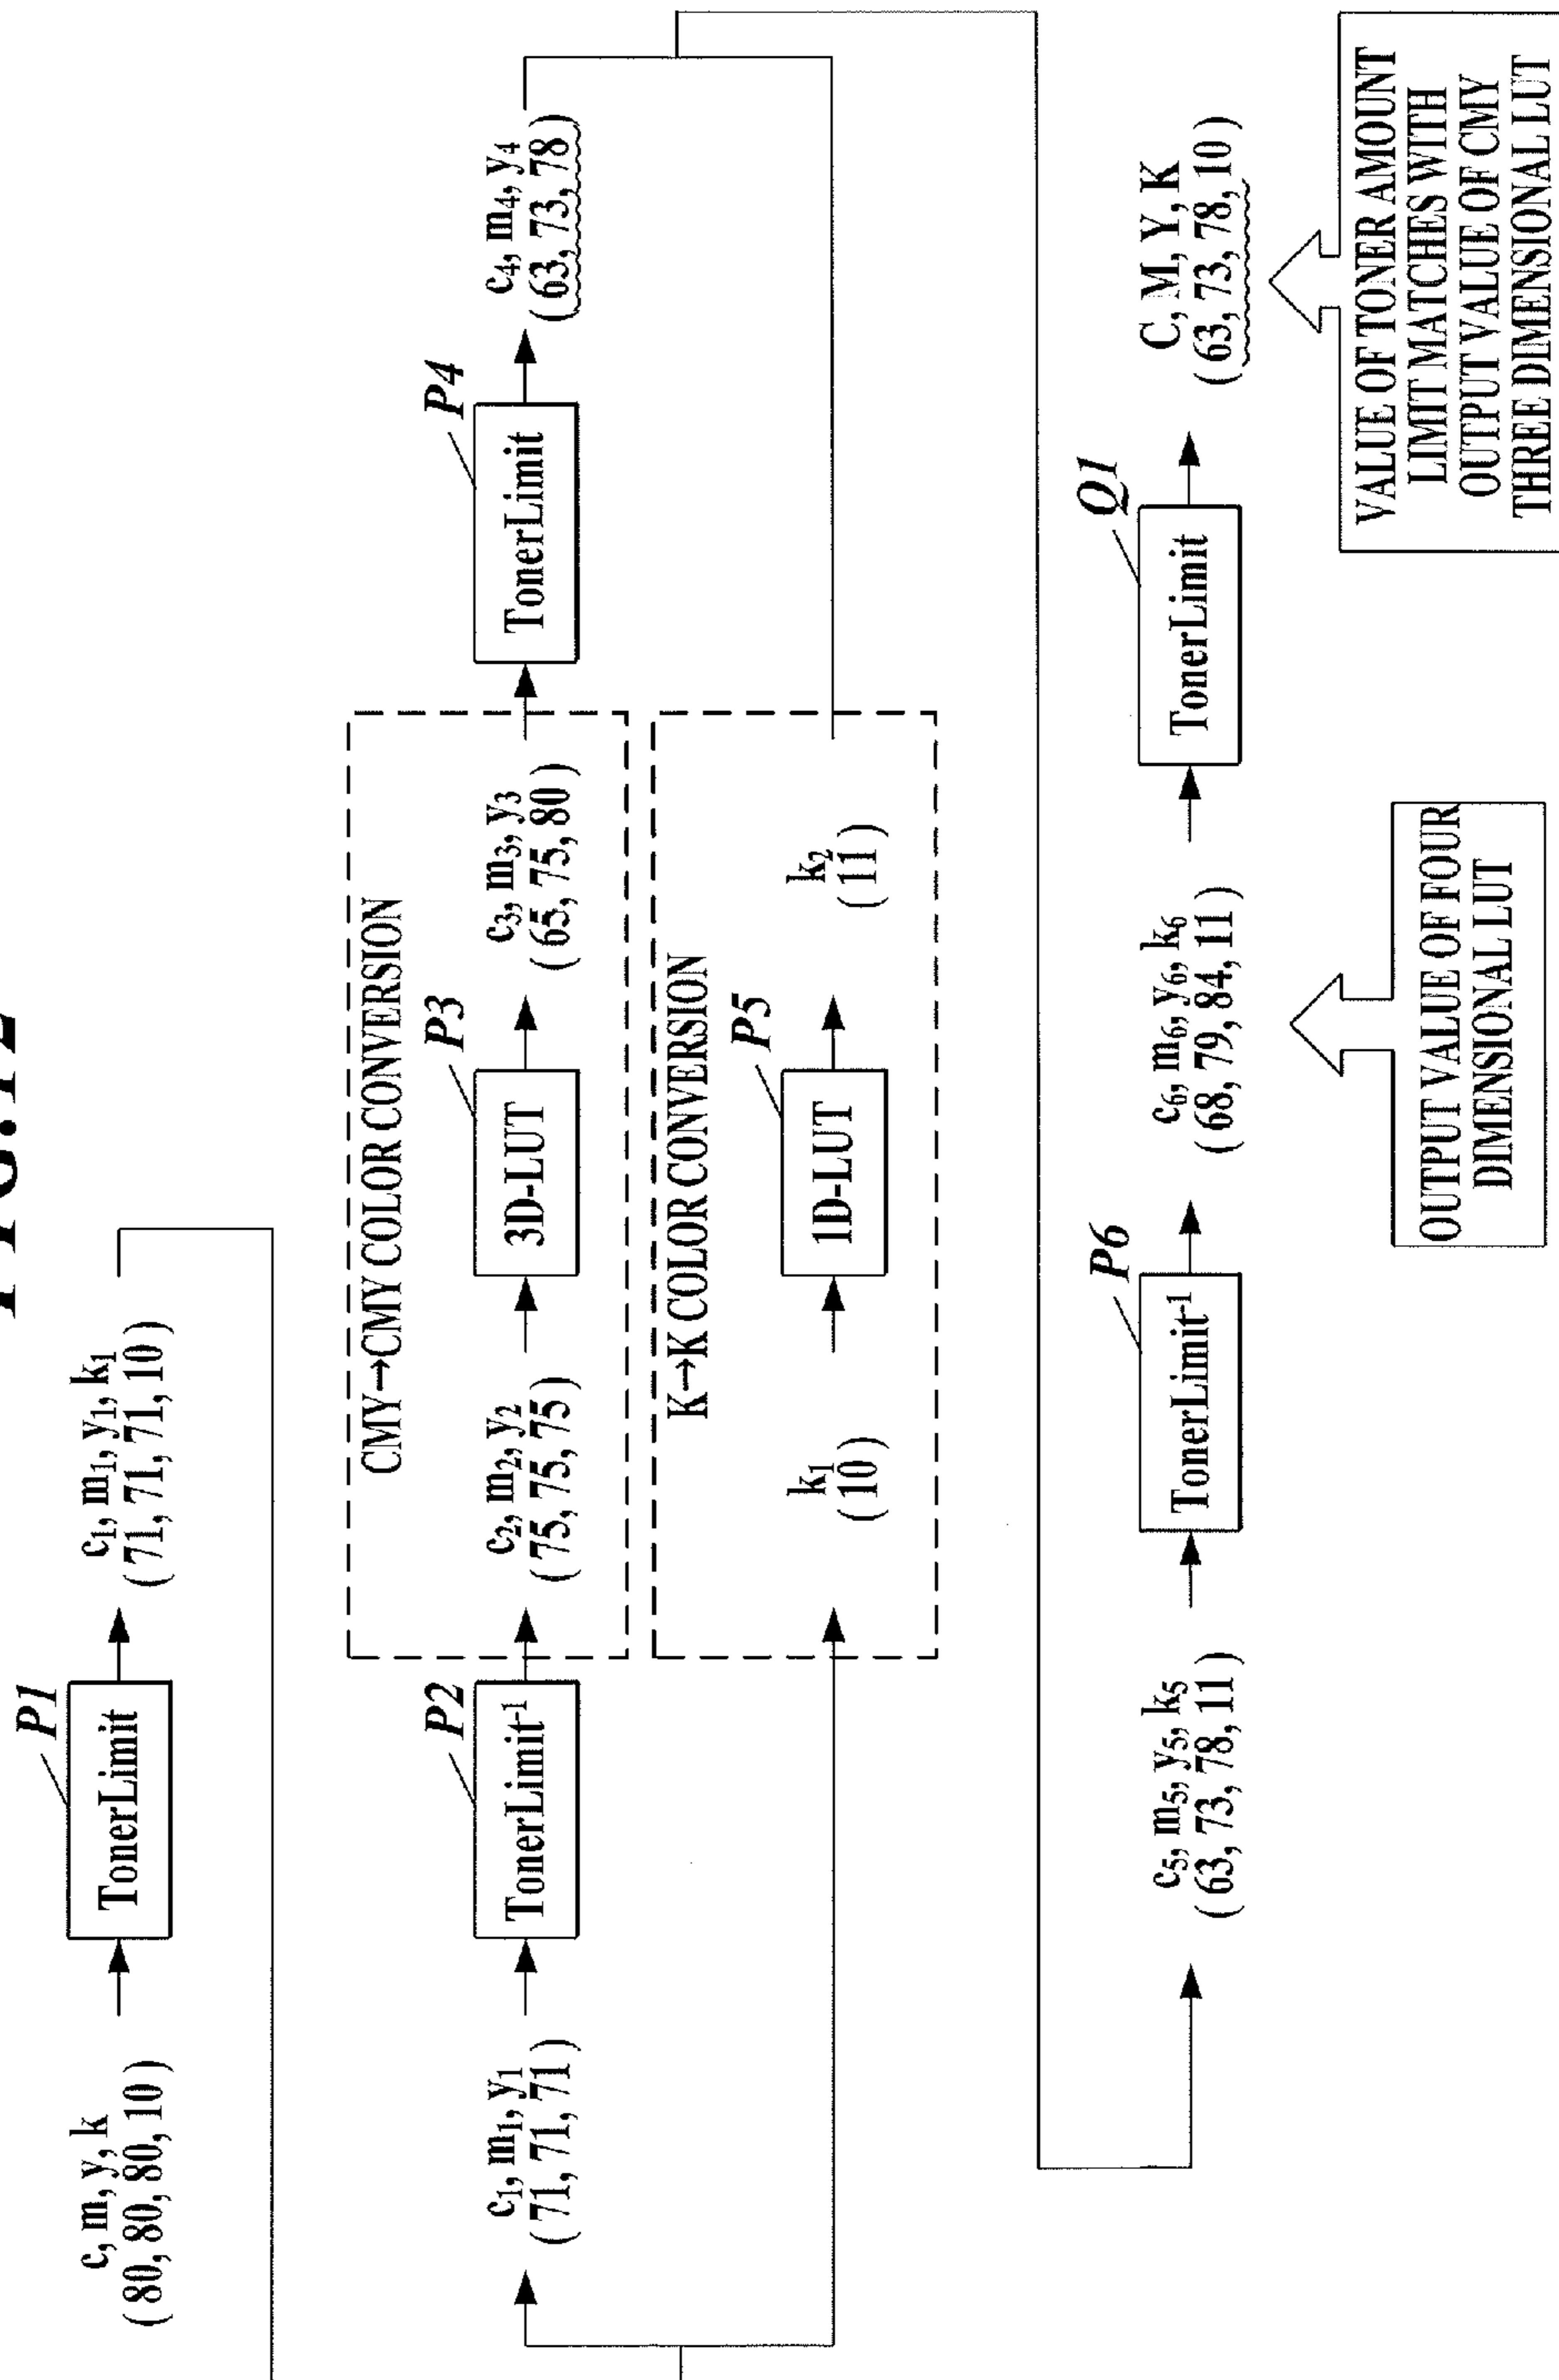 FIG.12
P1
c, m, y, k
( 80, 80, 80, 10 )
TonerLimit
c₁, m₁, y₁, k₁
( 71, 71, 71, 10 )
c₁, m₁, y₁
( 71, 71, 71 )
P2
TonerLimit⁻¹
CMY→CMY COLOR CONVERSION
c₂, m₂, y₂
( 75, 75, 75 )
P3
3D-LUT
c₃, m₃, y₃
( 65, 75, 80 )
P4
TonerLimit
c₄, m₄, y₄
( 63, 73, 78 )
K→K COLOR CONVERSION
k₁
( 10 )
P5
1D-LUT
k₂
( 11 )
c₅, m₅, y₅, k₅
( 63, 73, 78, 11 )
P6
TonerLimit⁻¹
c₆, m₆, y₆, k₆
( 68, 79, 84, 11 )
Q1
TonerLimit
C, M, Y, K
( 63, 73, 78, 10 )
OUTPUT VALUE OF FOUR
DIMENSIONAL LUT
VALUE OF TONER AMOUNT
LIMIT MATCHES WITH
OUTPUT VALUE OF CMY
THREE DIMENSIONAL LUT